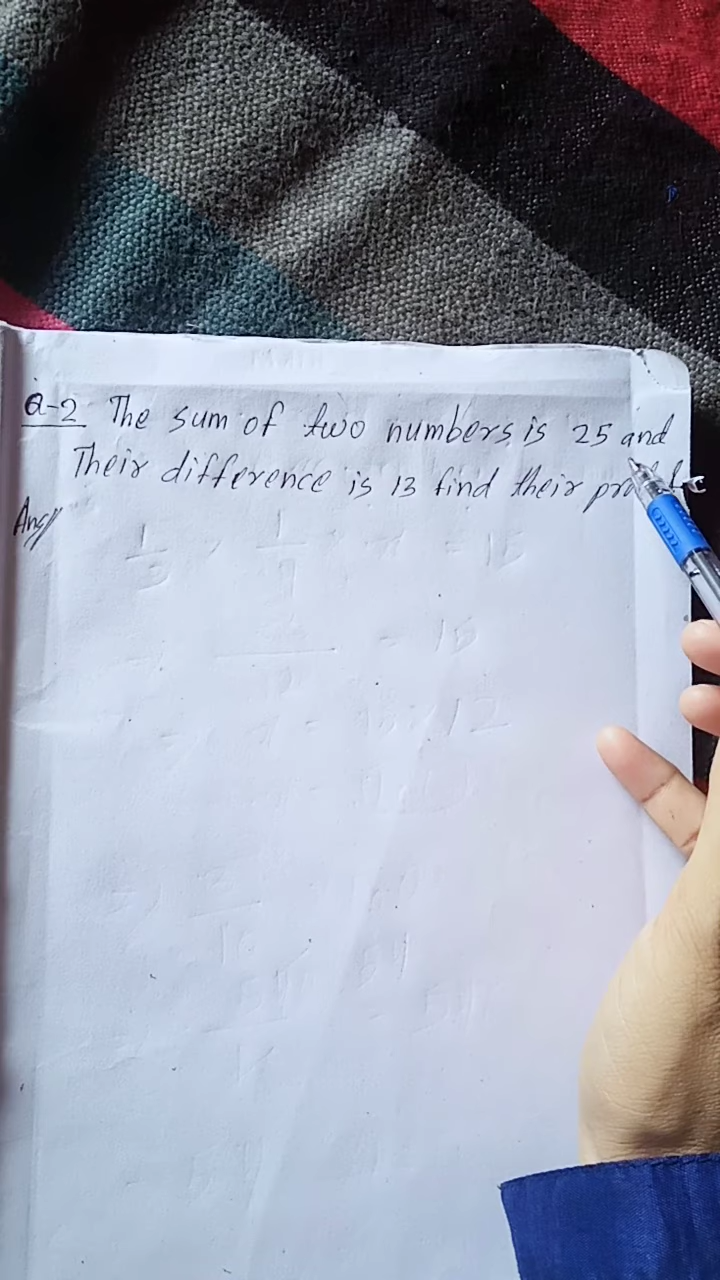 Q-2 The sum of two numbers is 25 and
Their difference is 13 find their
Ans//